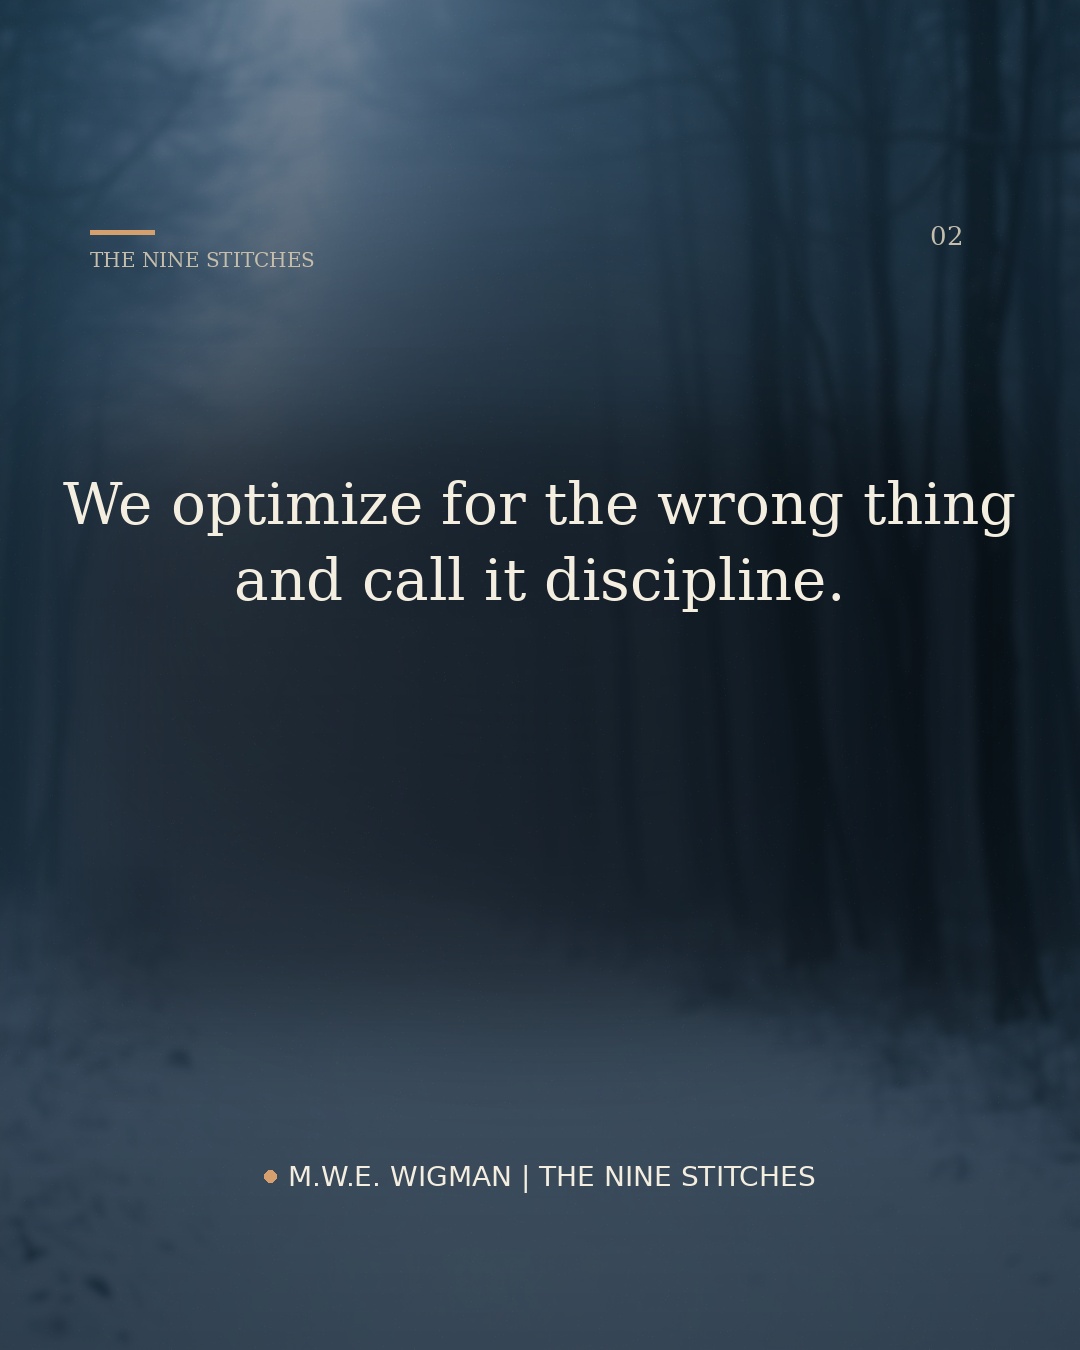 THE NINE STITCHES
02
We optimize for the wrong thing
and call it discipline.
M.W.E. WIGMAN | THE NINE STITCHES